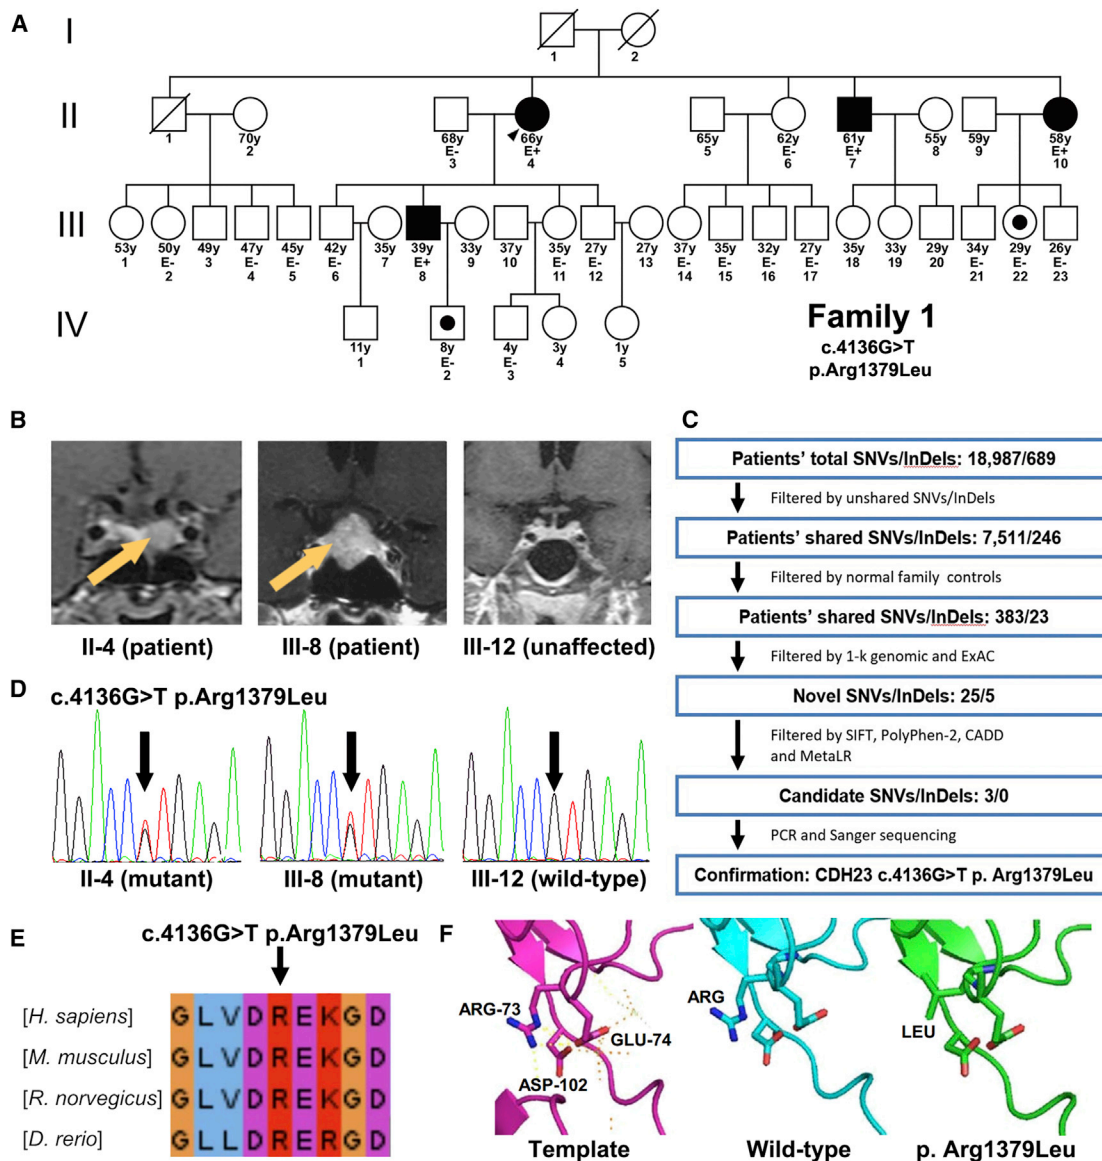 A
I
1
2
II
1
70y
2
68y
E-
3
66y
E+
4
65y
5
62y
E-
6
61y
E+
7
55y
8
59y
9
58y
E+
10
III
53y
1
50y
E-
2
49y
3
47y
E-
4
45y
E-
5
42y
E-
6
35y
7
39y
E+
8
33y
9
37y
10
35y
E-
11
27y
E-
12
27y
13
37y
E-
14
35y
E-
15
32y
E-
16
27y
E-
17
35y
18
33y
19
29y
20
34y
E-
21
29y
E-
22
26y
E-
23
IV
11y
1
8y
E-
2
4y
E-
3
3y
4
1y
5
Family 1
c.4136G>T
p.Arg1379Leu
B
II-4 (patient)
III-8 (patient)
III-12 (unaffected)
C
Patients' total SNVs/InDels: 18,987/689
Filtered by unshared SNVs/InDels
Patients' shared SNVs/InDels: 7,511/246
Filtered by normal family controls
Patients' shared SNVs/InDels: 383/23
Filtered by 1-k genomic and ExAC
Novel SNVs/InDels: 25/5
Filtered by SIFT, PolyPhen-2, CADD
and MetaLR
Candidate SNVs/InDels: 3/0
PCR and Sanger sequencing
Confirmation: CDH23 c.4136G>T p. Arg1379Leu
D
c.4136G>T p.Arg1379Leu
II-4 (mutant)
III-8 (mutant)
III-12 (wild-type)
E
c.4136G>T p.Arg1379Leu
[H. sapiens] GLVDREKGD
[M. musculus] GLVDREKGD
[R. norvegicus] GLVDREKGD
[D. rerio] GLLDRERGD
F
ARG-73
GLU-74
ASP-102
Template
ARG
Wild-type
LEU
p. Arg1379Leu